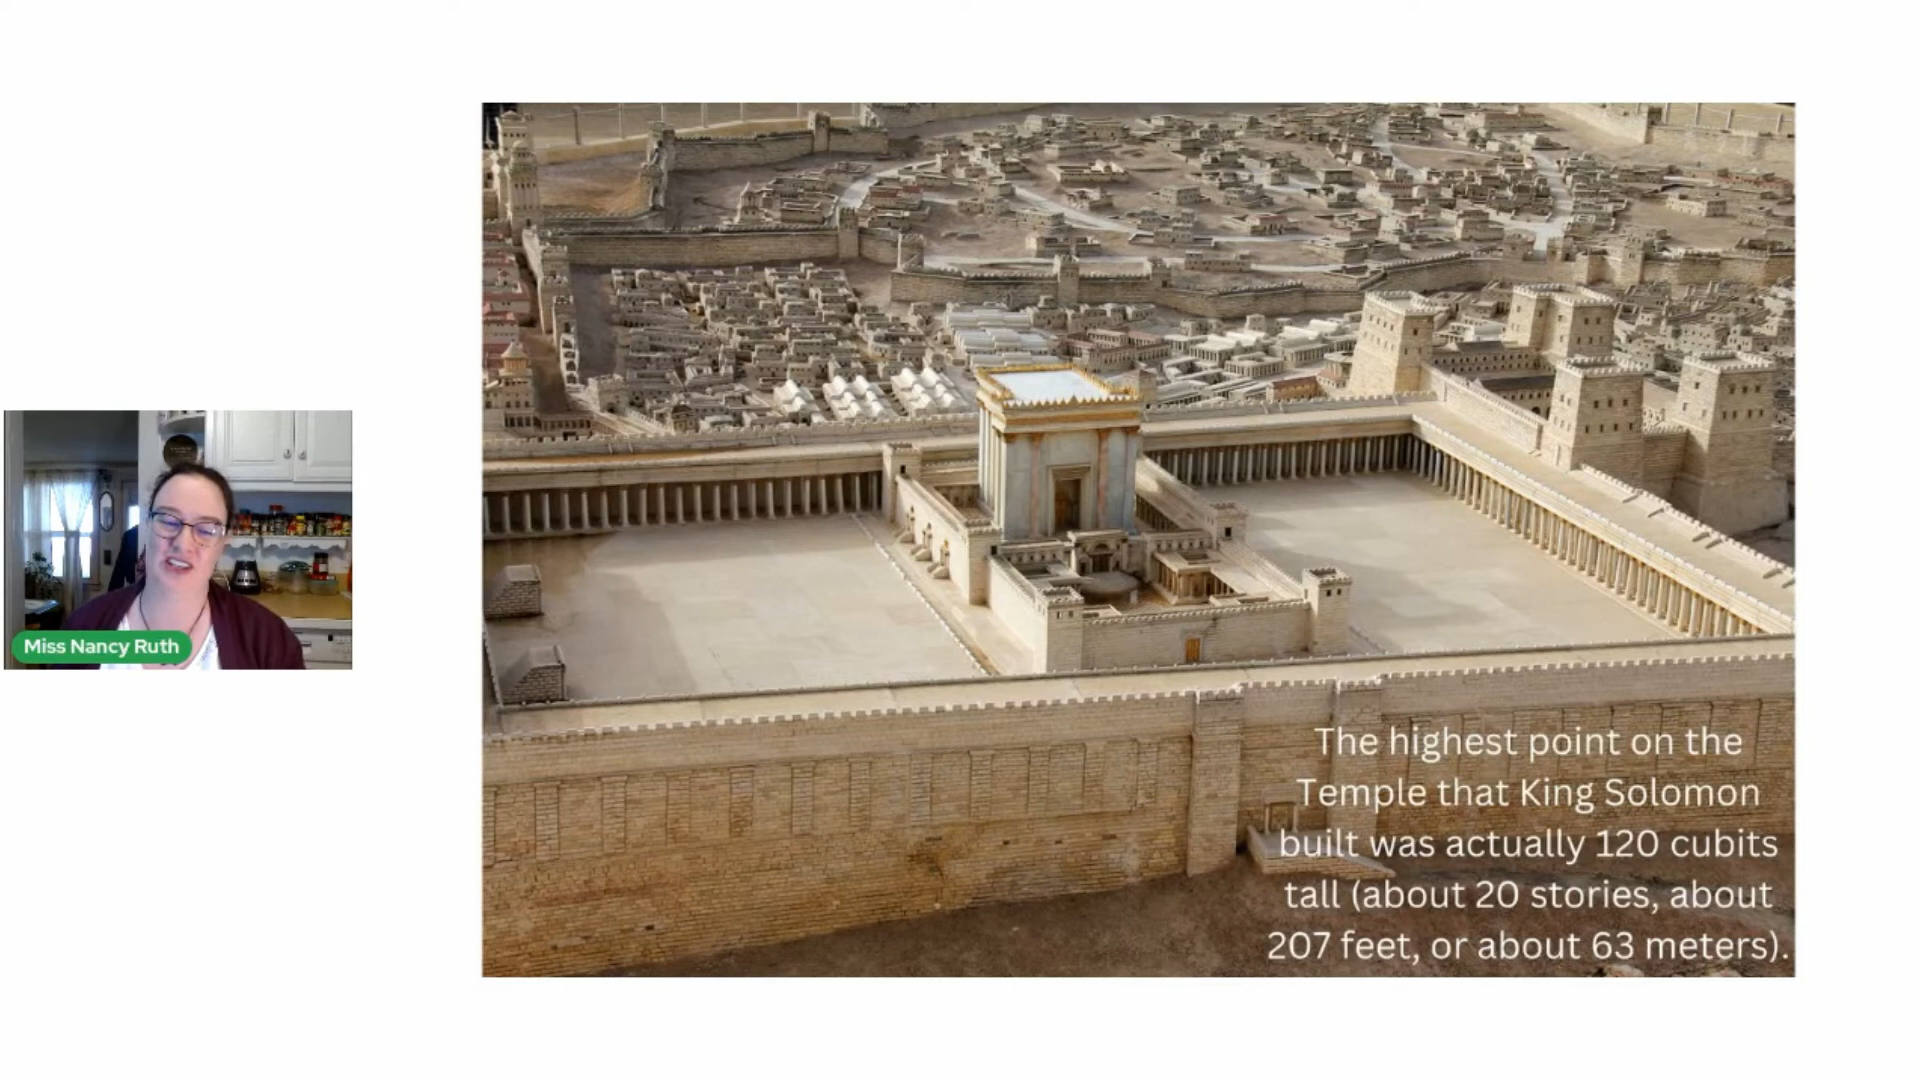 Miss Nancy Ruth
The highest point on the
Temple that King Solomon
built was actually 120 cubits
tall (about 20 stories, about
207 feet, or about 63 meters).